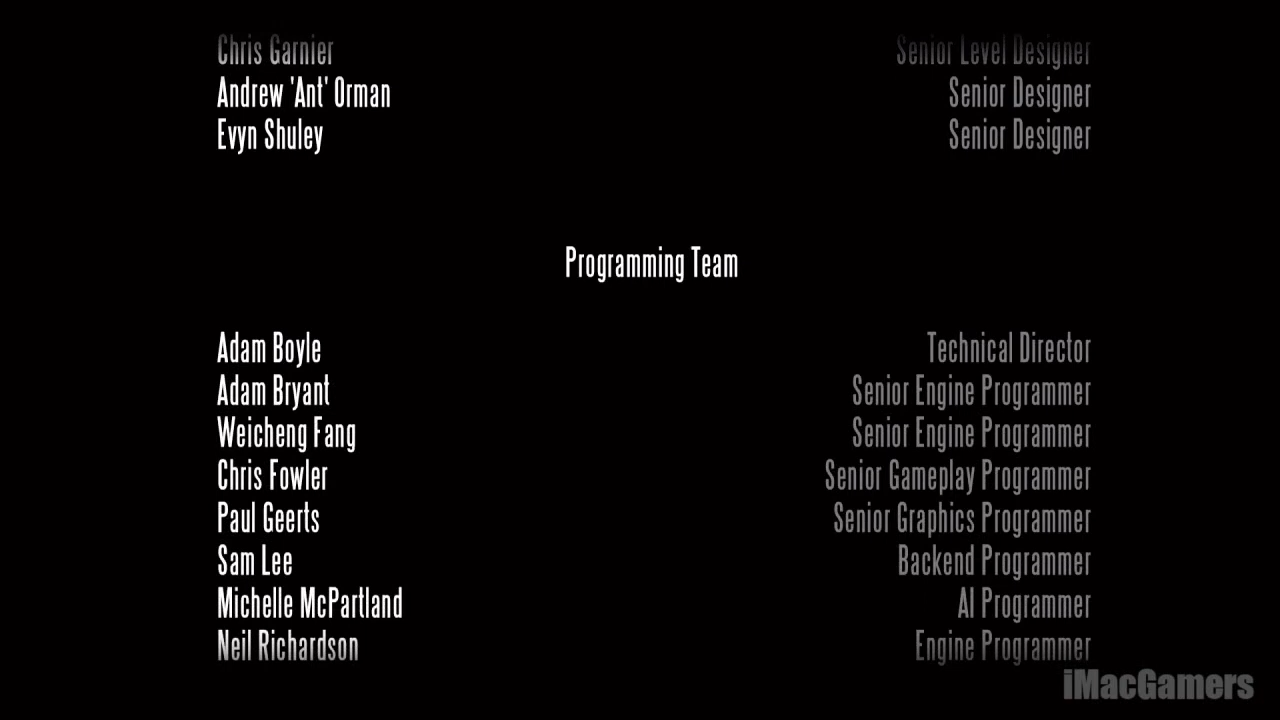 Chris Garnier Senior Level Designer
Andrew 'Ant' Orman Senior Designer
Evyn Shuley Senior Designer
Programming Team
Adam Boyle Technical Director
Adam Bryant Senior Engine Programmer
Weicheng Fang Senior Engine Programmer
Chris Fowler Senior Gameplay Programmer
Paul Geerts Senior Graphics Programmer
Sam Lee Backend Programmer
Michelle McPartland AI Programmer
Neil Richardson Engine Programmer
iMacGamers